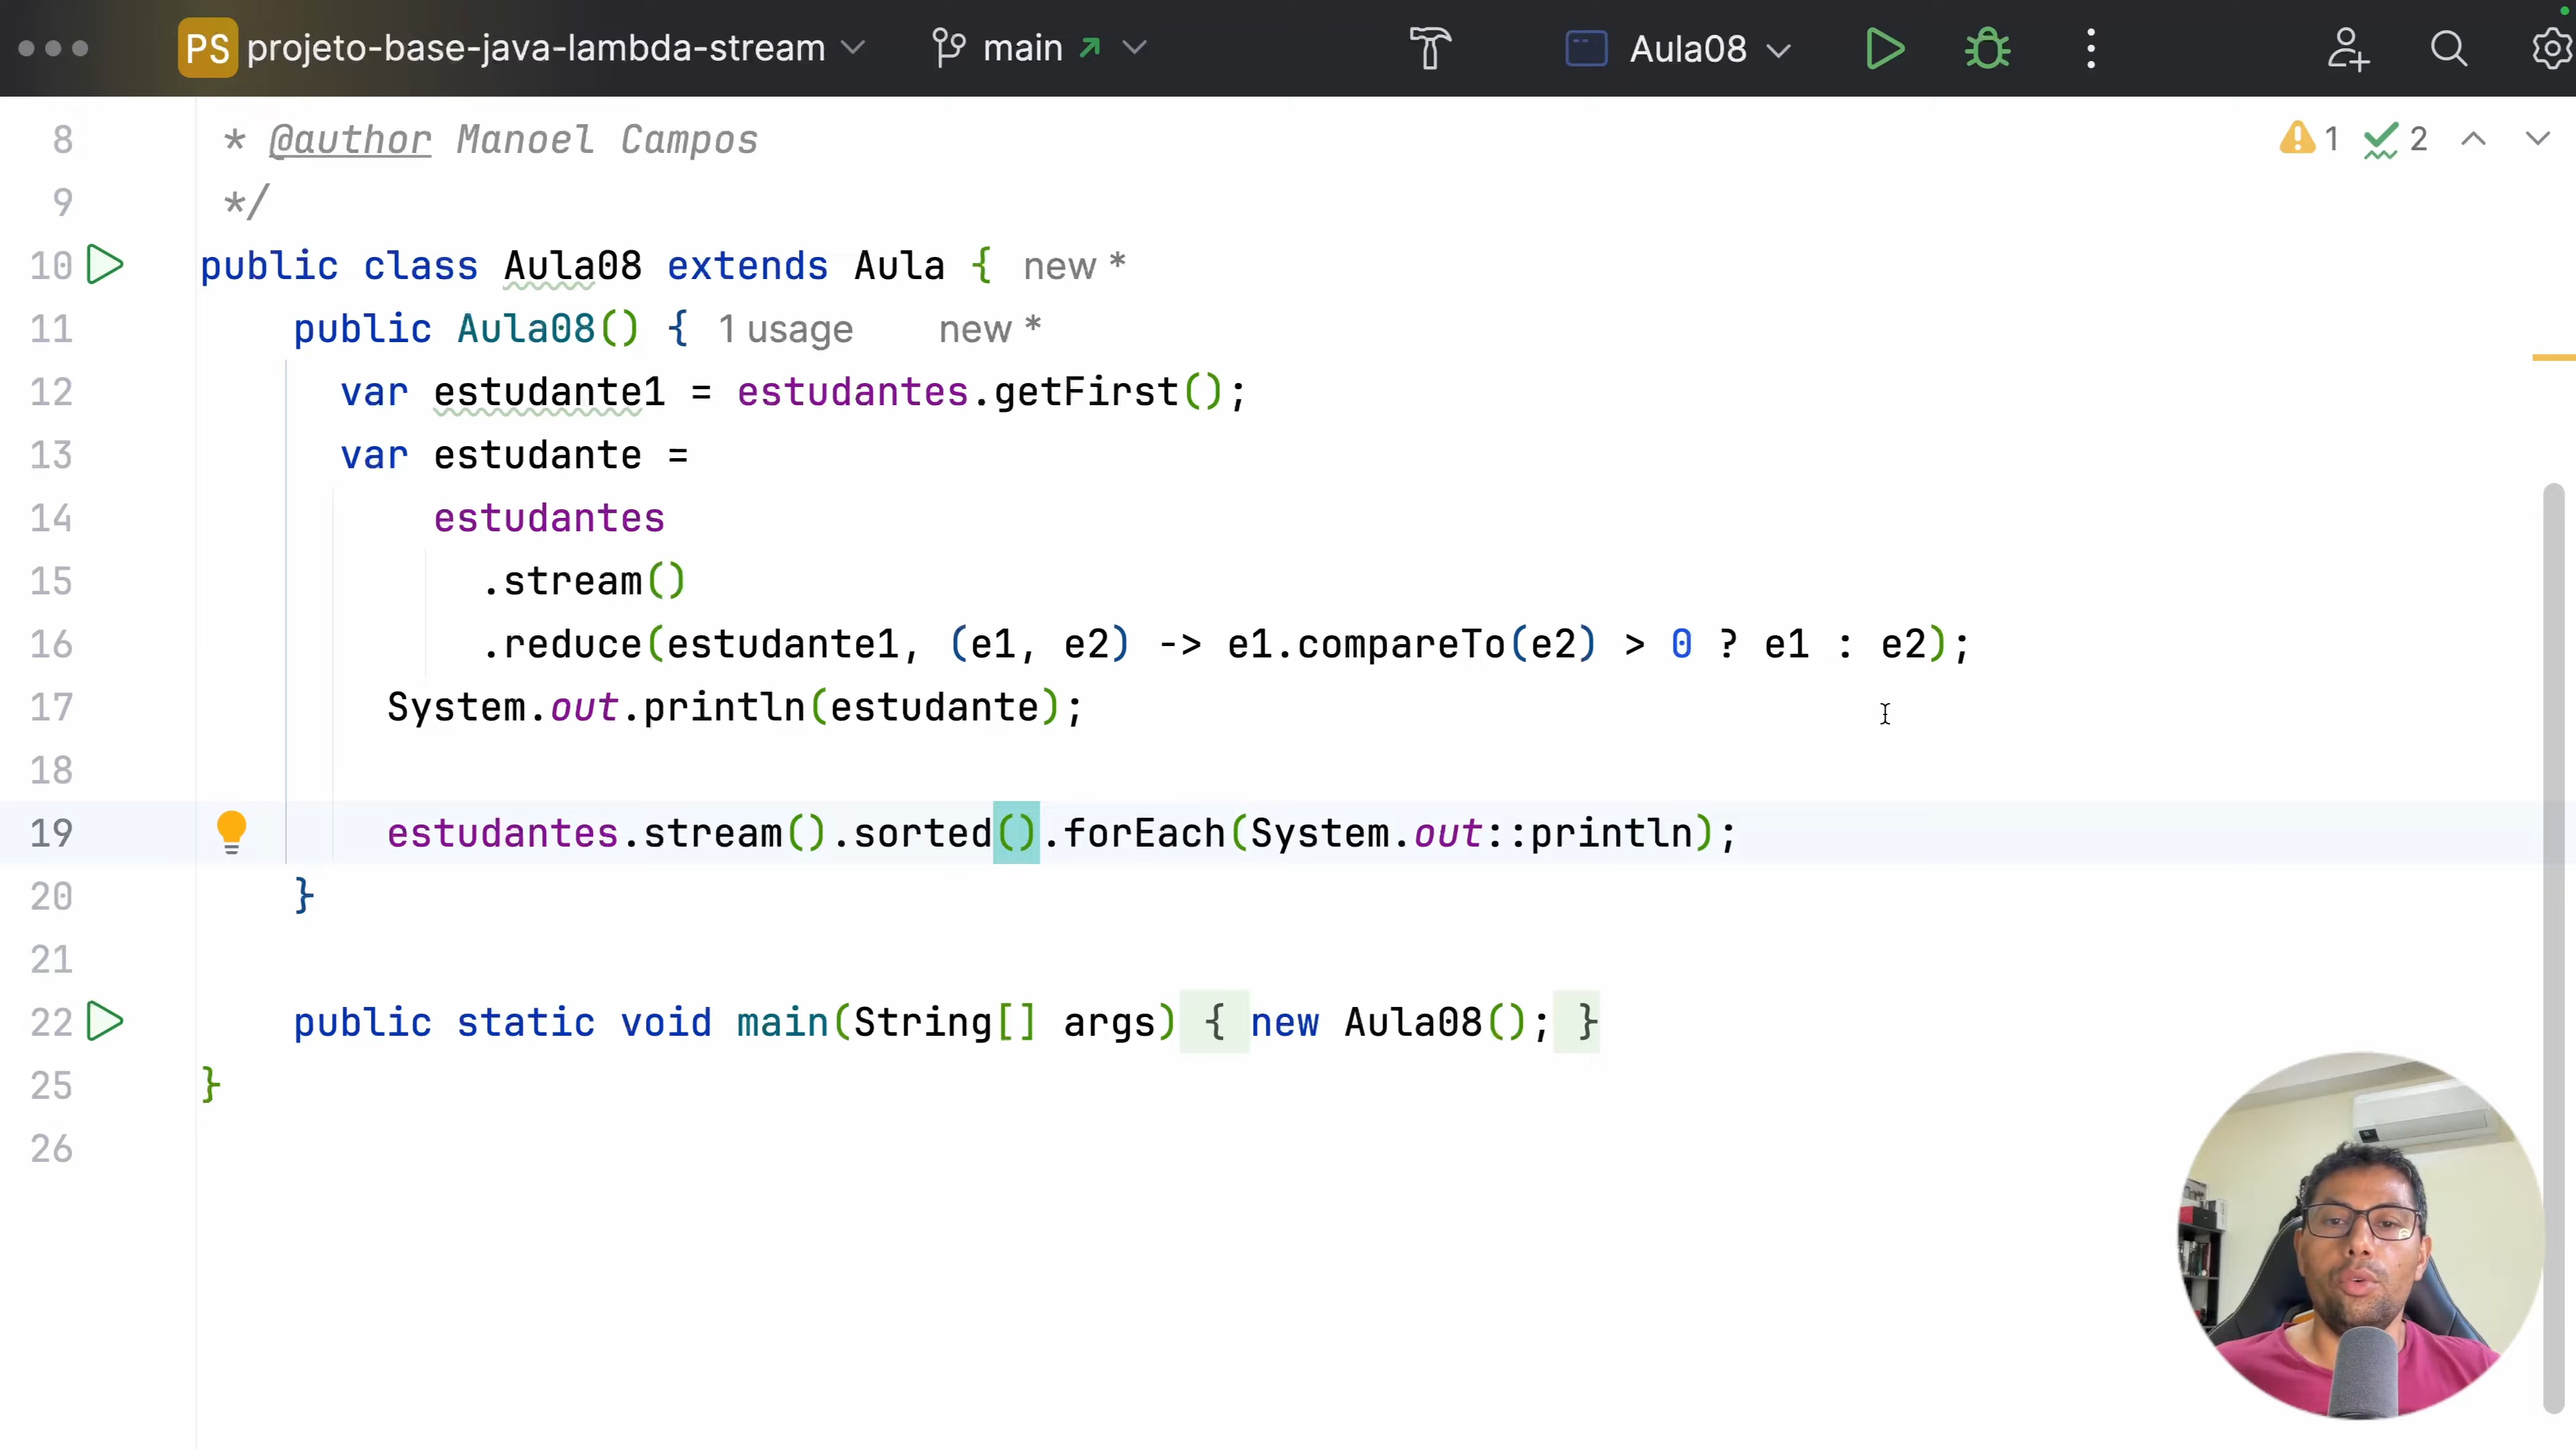 PS projeto-base-java-lambda-stream main Aula08
8 * @author Manoel Campos 1 2
9 */
10 public class Aula08 extends Aula { new *
11 public Aula08() { 1 usage new *
12 var estudante1 = estudantes.getFirst();
13 var estudante =
14 estudantes
15 .stream()
16 .reduce(estudante1, (e1, e2) -> e1.compareTo(e2) > 0 ? e1 : e2);
17 System.out.println(estudante);
18
19 estudantes.stream().sorted().forEach(System.out::println);
20 }
21
22 public static void main(String[] args) { new Aula08(); }
25 }
26